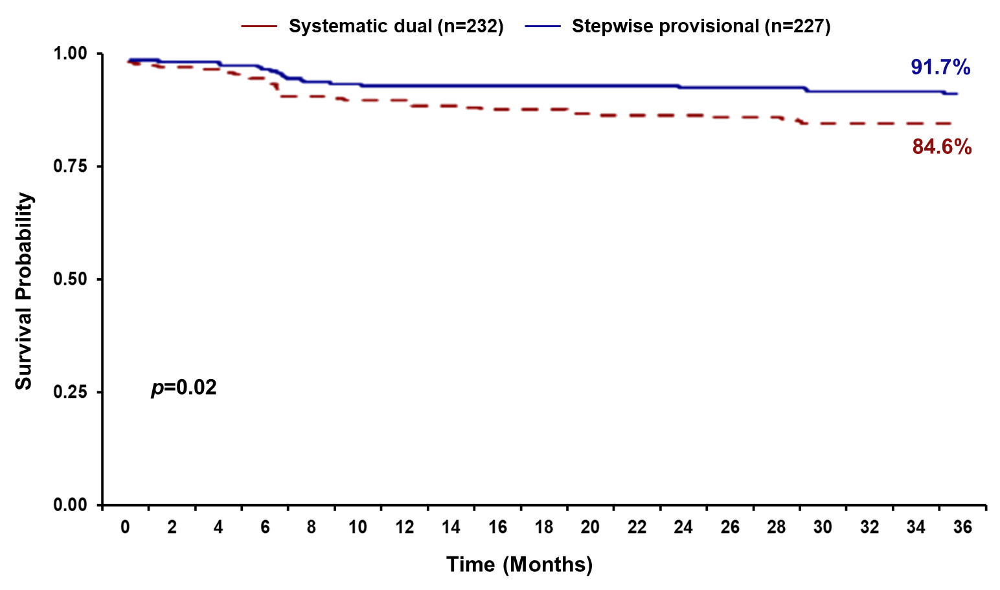 Systematic dual (n=232) Stepwise provisional (n=227)
1.00
91.7%
84.6%
0.75
0.50
Survival Probability
0.25
p=0.02
0.00
0 2 4 6 8 10 12 14 16 18 20 22 24 26 28 30 32 34 36
Time (Months)